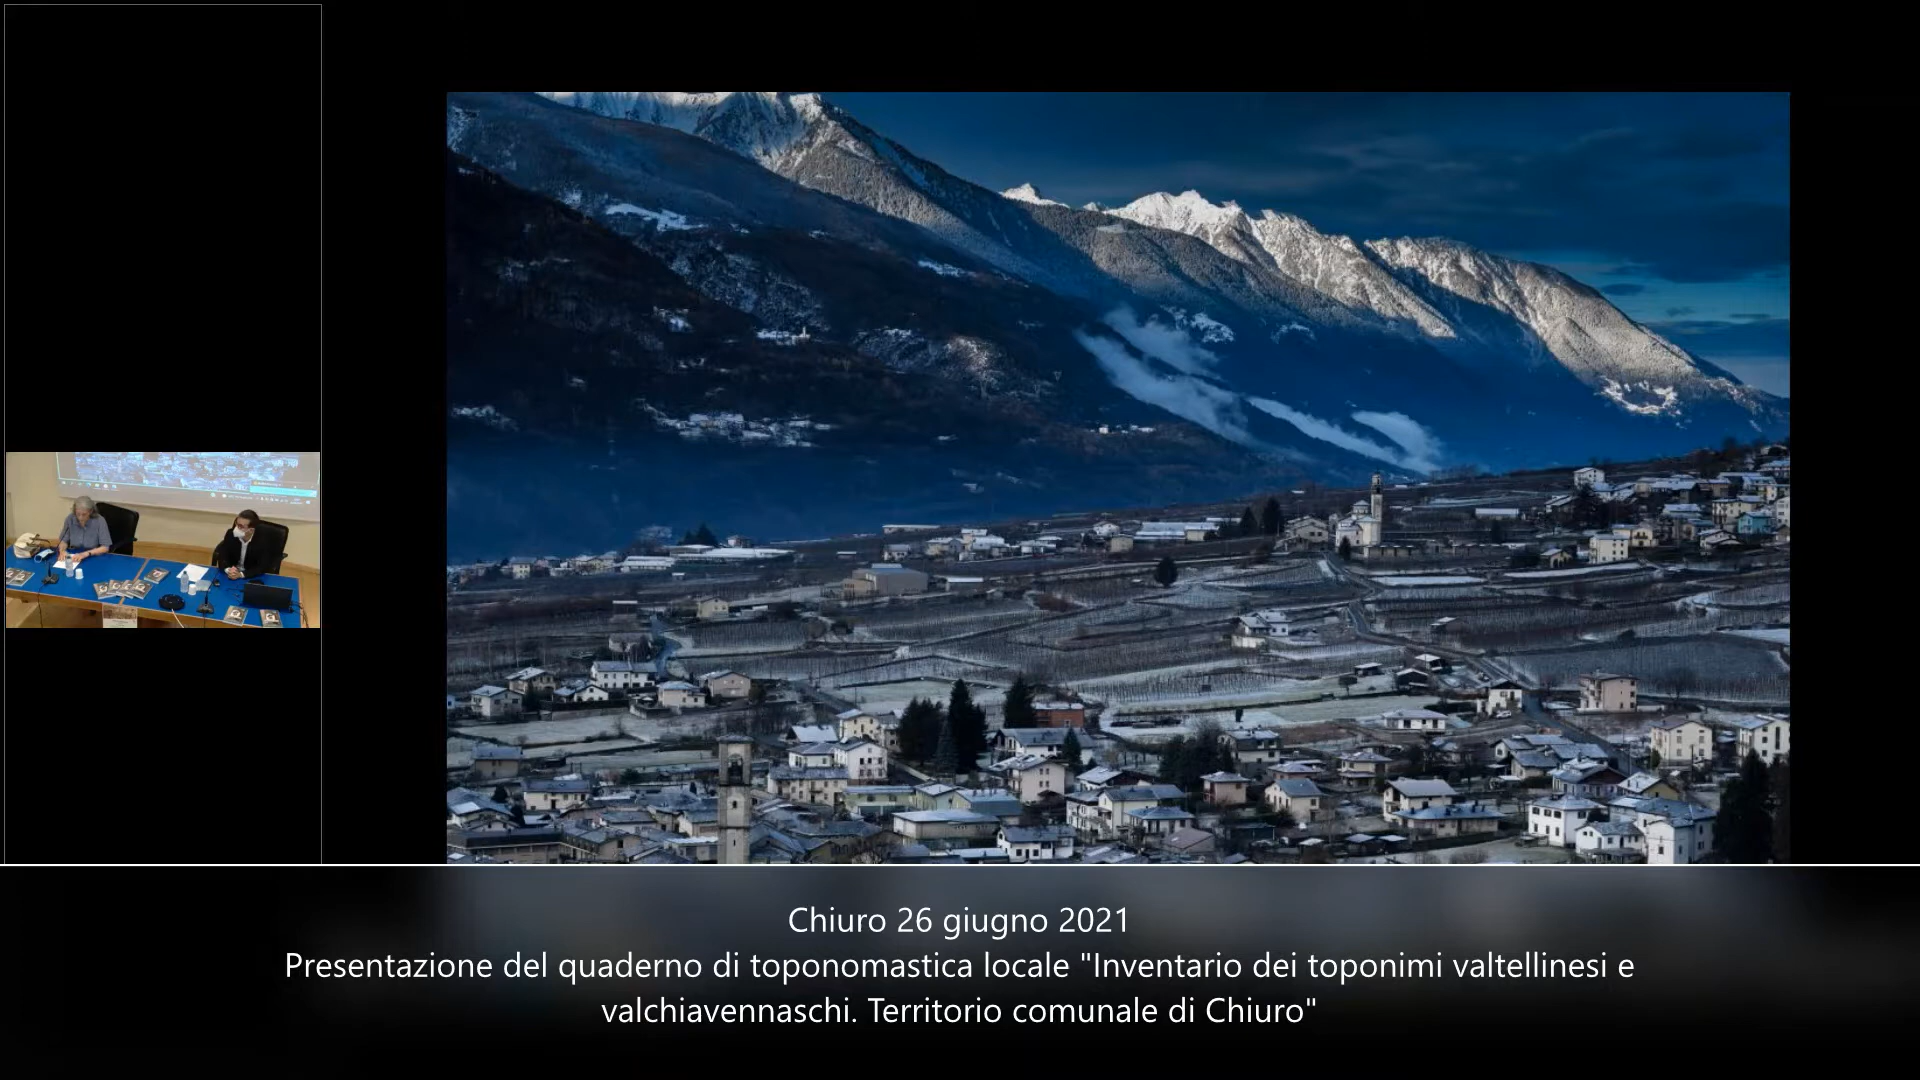 Chiuro 26 giugno 2021
Presentazione del quaderno di toponomastica locale "Inventario dei toponimi valtellinesi e
valchiavennaschi. Territorio comunale di Chiuro"